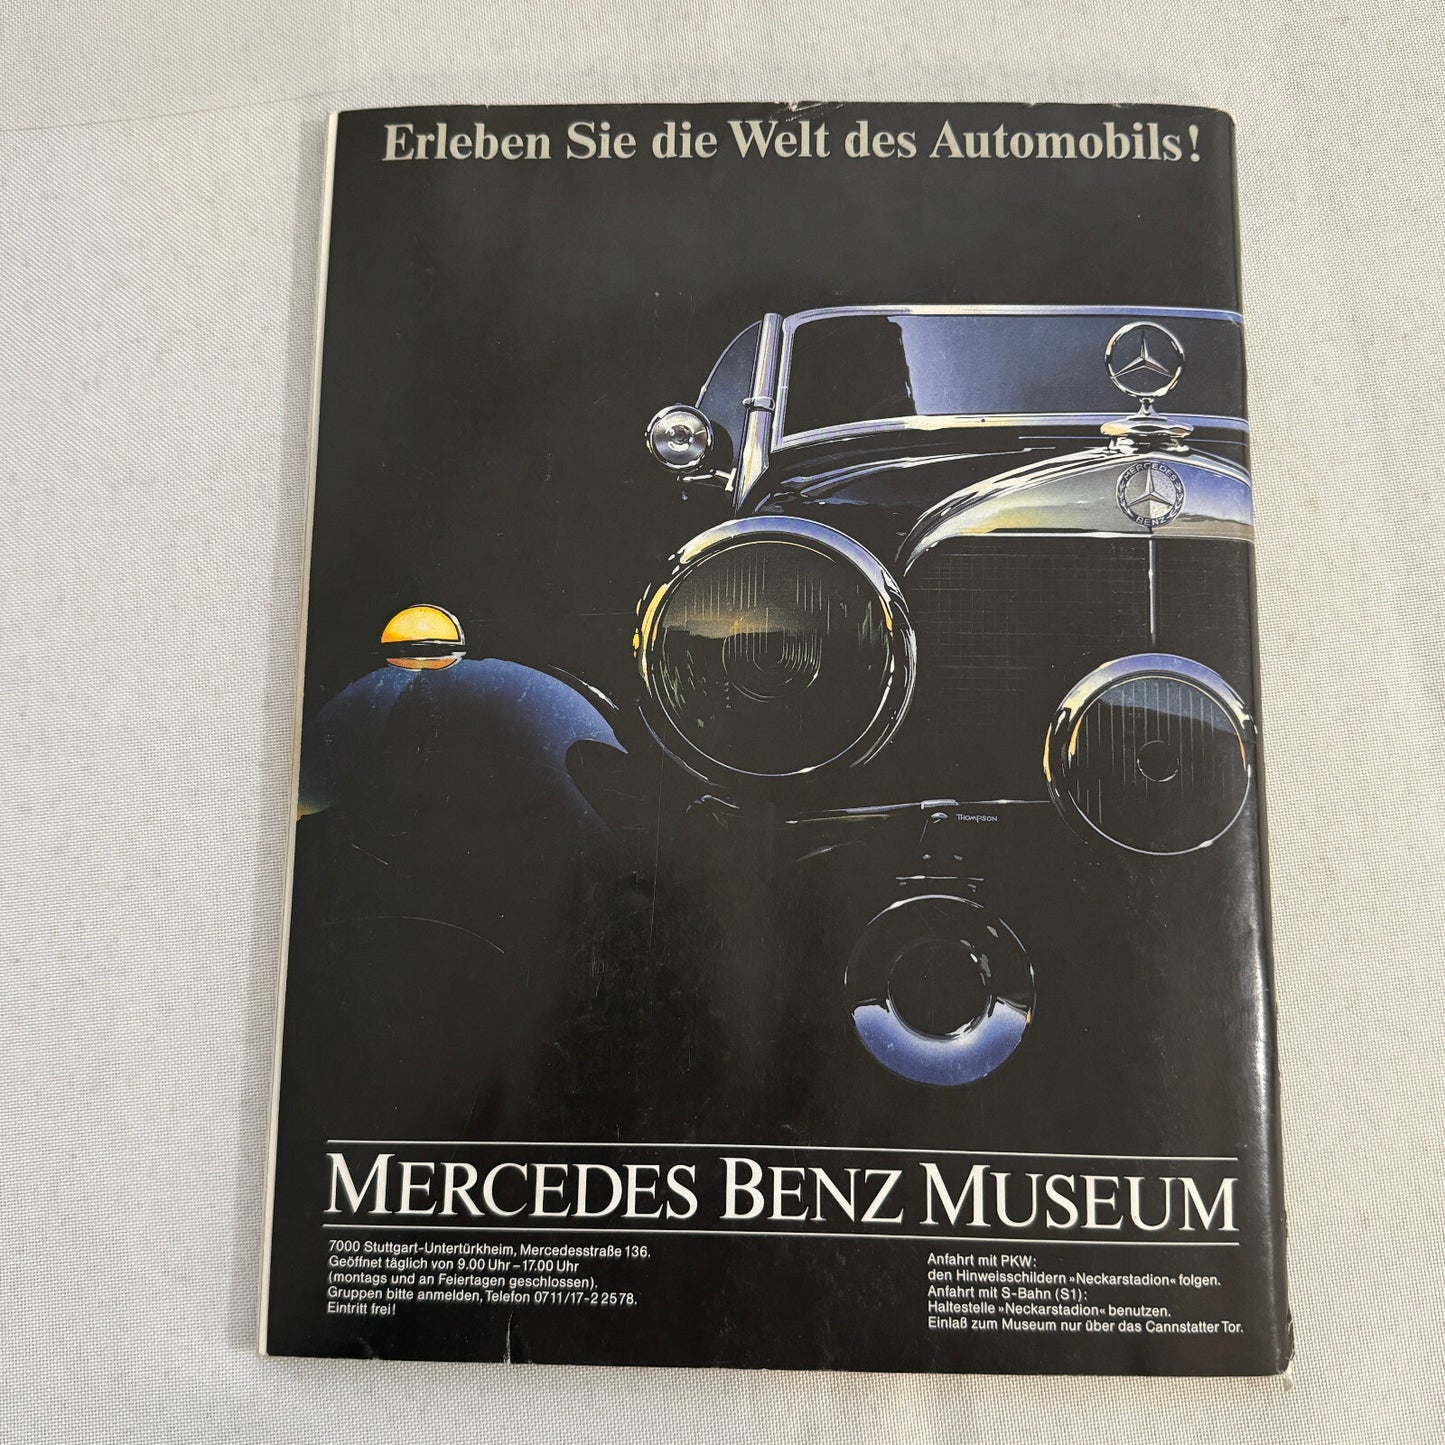 Erleben Sie die Welt des Automobils!
MERCEDES
BENZ
THOMPSON
MERCEDES BENZ MUSEUM
7000 Stuttgart-Untertürkheim, Mercedesstraße 136.
Geöffnet täglich von 9.00 Uhr – 17.00 Uhr
(montags und an Feiertagen geschlossen).
Gruppen bitte anmelden, Telefon 0711/17-2 25 78.
Eintritt frei!
Anfahrt mit PKW:
den Hinweisschildern »Neckarstadion« folgen.
Anfahrt mit S-Bahn (S1):
Haltestelle »Neckarstadion« benutzen.
Einlaß zum Museum nur über das Cannstatter Tor.